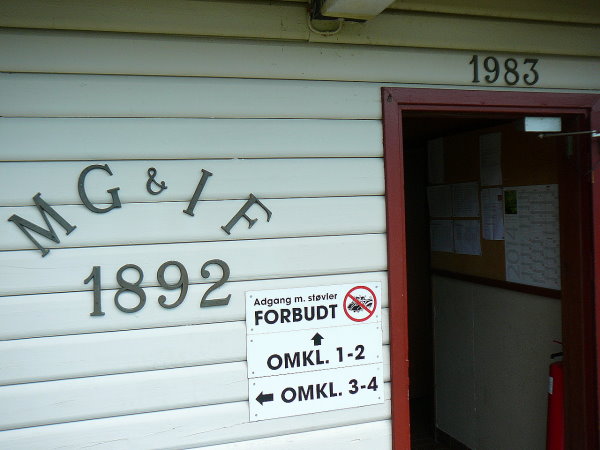 1983
MG & IF
1892
Adgang m. støvler
FORBUDT
OMKL. 1-2
OMKL. 3-4